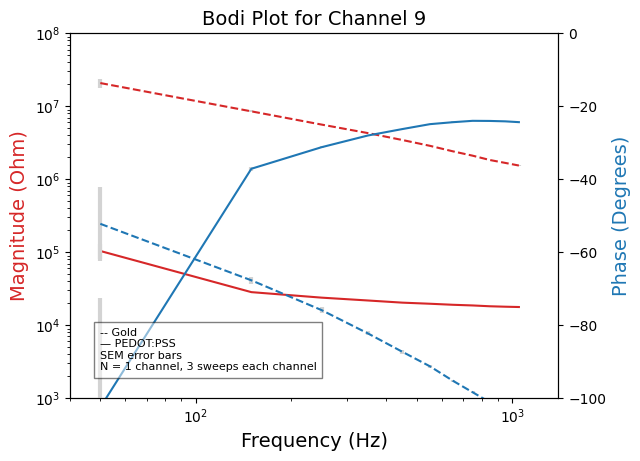 Bodi Plot for Channel 9
10^8
10^7
10^6
10^5
10^4
10^3
Magnitude (Ohm)
0
−20
−40
−60
−80
−100
Phase (Degrees)
-- Gold
— PEDOT:PSS
SEM error bars
N = 1 channel, 3 sweeps each channel
10^2
10^3
Frequency (Hz)